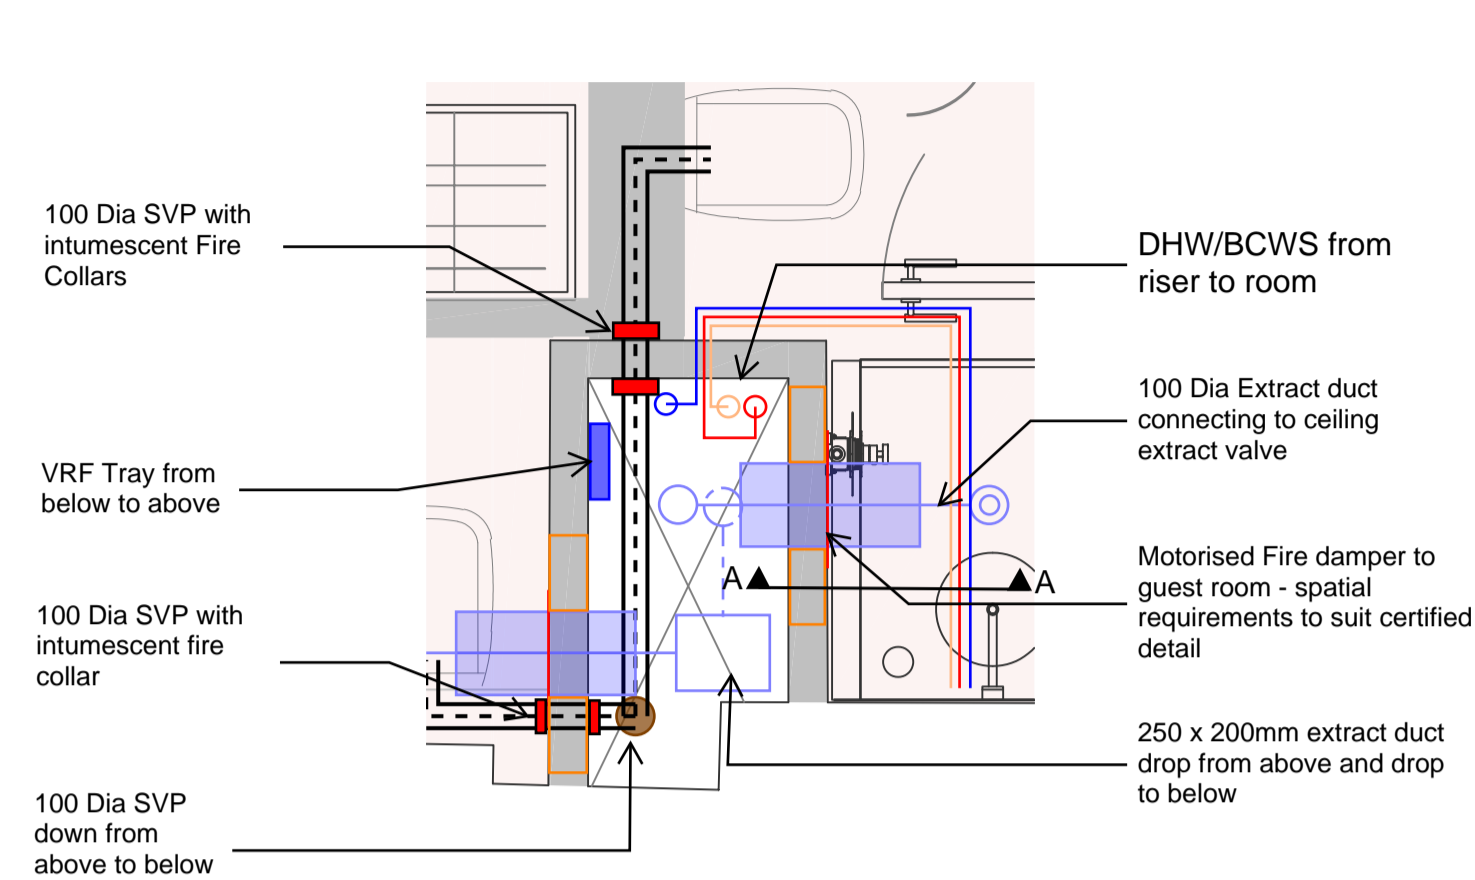 100 Dia SVP with
intumescent Fire
Collars
VRF Tray from
below to above
100 Dia SVP with
intumescent fire
collar
100 Dia SVP
down from
above to below
DHW/BCWS from
riser to room
100 Dia Extract duct
connecting to ceiling
extract valve
A
A
Motorised Fire damper to
guest room - spatial
requirements to suit certified
detail
250 x 200mm extract duct
drop from above and drop
to below